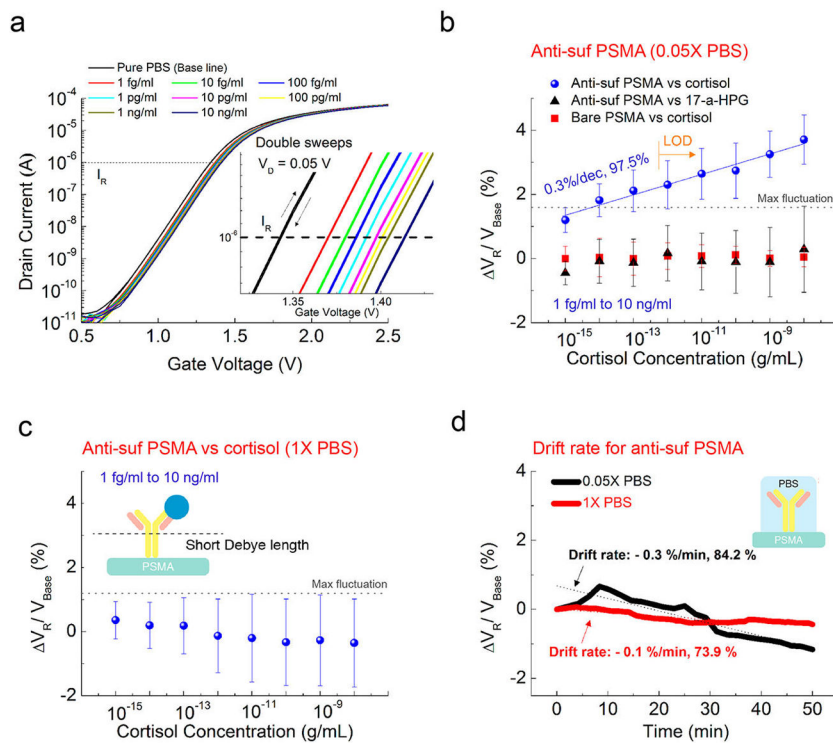 a
Pure PBS (Base line)
1 fg/ml 10 fg/ml 100 fg/ml
1 pg/ml 10 pg/ml 100 pg/ml
1 ng/ml 10 ng/ml
Drain Current (A)
10⁻⁴
10⁻⁵
10⁻⁶
10⁻⁷
10⁻⁸
10⁻⁹
10⁻¹⁰
10⁻¹¹
I_R
Double sweeps
V_D = 0.05 V
I_R
10⁻⁶
1.35 1.40
Gate Voltage (V)
0.5 1.0 1.5 2.0 2.5
Gate Voltage (V)
b
Anti-suf PSMA (0.05X PBS)
Anti-suf PSMA vs cortisol
Anti-suf PSMA vs 17-a-HPG
Bare PSMA vs cortisol
ΔV_R/ V_Base (%)
4
2
0
-2
LOD
0.3%/dec, 97.5%
Max fluctuation
1 fg/ml to 10 ng/ml
10⁻¹⁵ 10⁻¹³ 10⁻¹¹ 10⁻⁹
Cortisol Concentration (g/mL)
c
Anti-suf PSMA vs cortisol (1X PBS)
1 fg/ml to 10 ng/ml
ΔV_R/ V_Base (%)
4
2
0
-2
Short Debye length
PSMA
Max fluctuation
10⁻¹⁵ 10⁻¹³ 10⁻¹¹ 10⁻⁹
Cortisol Concentration (g/mL)
d
Drift rate for anti-suf PSMA
0.05X PBS
1X PBS
PBS
PSMA
ΔV_R/ V_Base (%)
4
2
0
-2
Drift rate: - 0.3 %/min, 84.2 %
Drift rate: - 0.1 %/min, 73.9 %
0 10 20 30 40 50
Time (min)